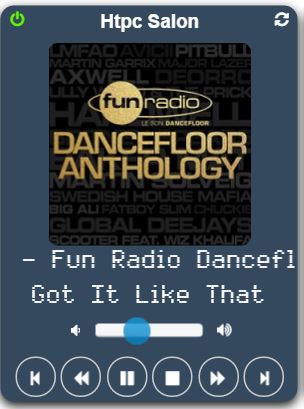 Htpc Salon
LMFAO AVICII PITBULL
MARTIN GARRIX MAJOR LAZER
AXWELL DEORRO
fun radio
LE SON DANCEFLOOR
DANCEFLOOR
ANTHOLOGY
MARTIN SOLVEIG
SWEDISH HOUSE MAFIA
BIG ALI FATBOY SLIM CHUCKIE
GLOBAL DEEJAYS
SCOOTER FEAT. WIZ KHALIFA
- Fun Radio Dancefl
Got It Like That